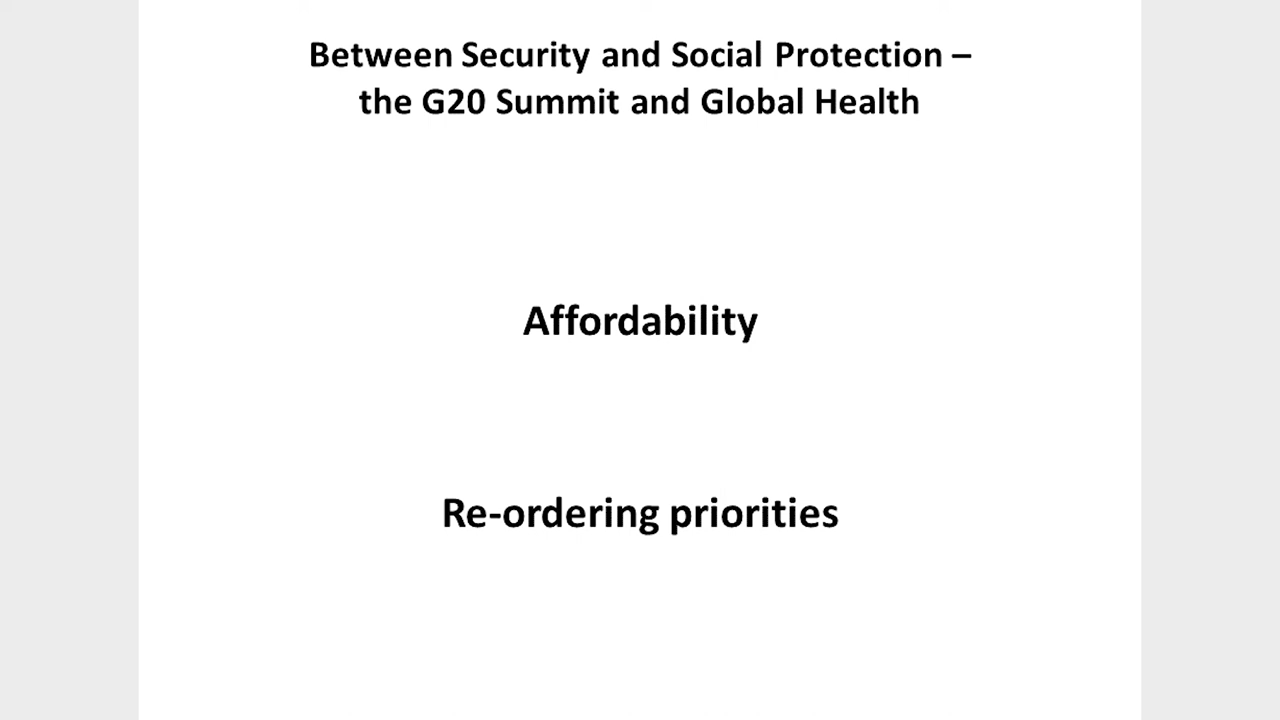 Between Security and Social Protection –
the G20 Summit and Global Health
Affordability
Re-ordering priorities